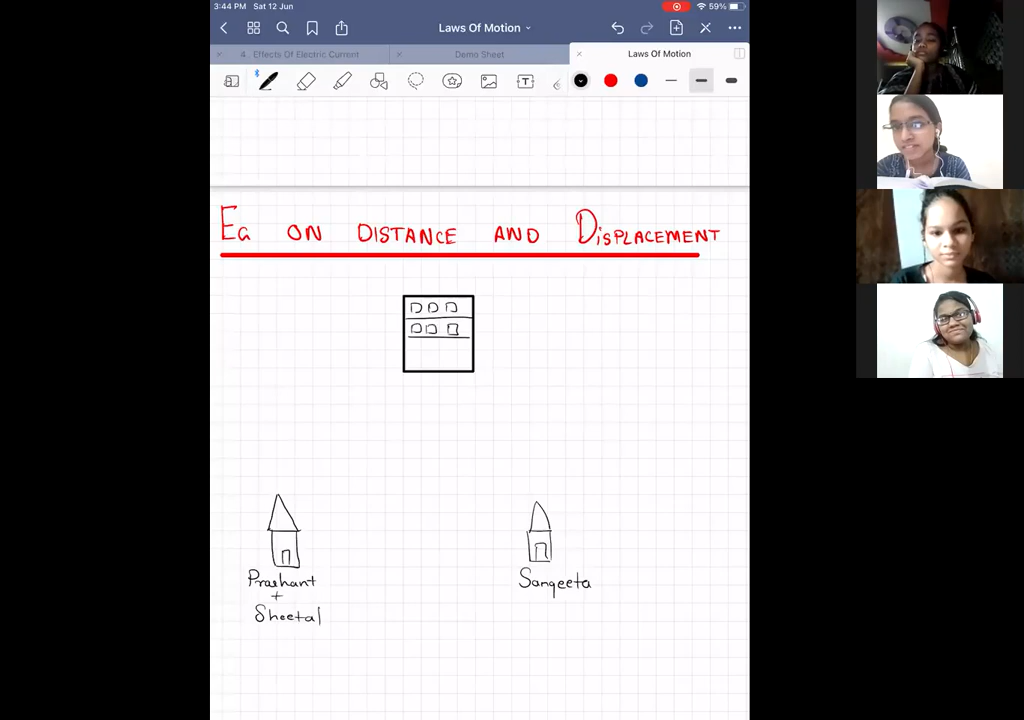 3:44 PM Sat 12 Jun
59%
Laws Of Motion
4. Effects Of Electric Current
Demo Sheet
Laws Of Motion
T
Eg ON DISTANCE AND DISPLACEMENT
Prashant
+
Sheetal
Sangeeta